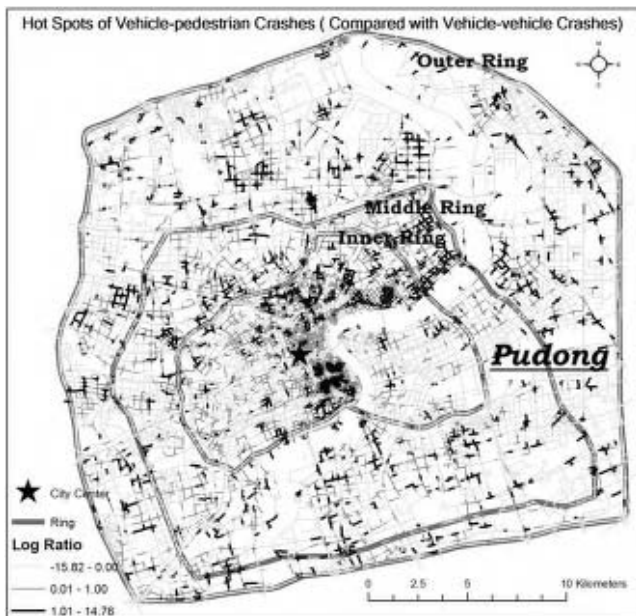 Hot Spots of Vehicle-pedestrian Crashes ( Compared with Vehicle-vehicle Crashes)
Outer Ring
Middle Ring
Inner Ring
Pudong
City Center
Ring
Log Ratio
-15.82 - 0.00
0.01 - 1.00
1.01 - 14.76
0 2.5 5 10 Kilometers